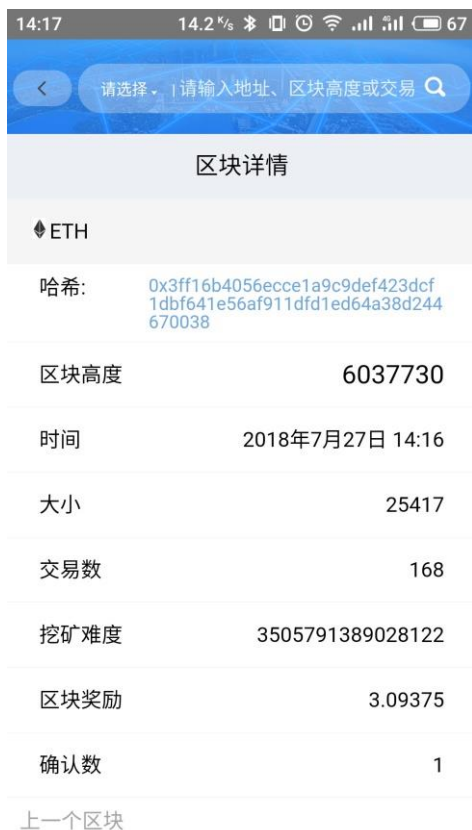 14:17 14.2 K/s 4G 67
请选择 请输入地址、区块高度或交易
区块详情
ETH
哈希: 0x3ff16b4056ecce1a9c9def423dcf
1dbf641e56af911dfd1ed64a38d244
670038
区块高度 6037730
时间 2018年7月27日 14:16
大小 25417
交易数 168
挖矿难度 3505791389028122
区块奖励 3.09375
确认数 1
上一个区块